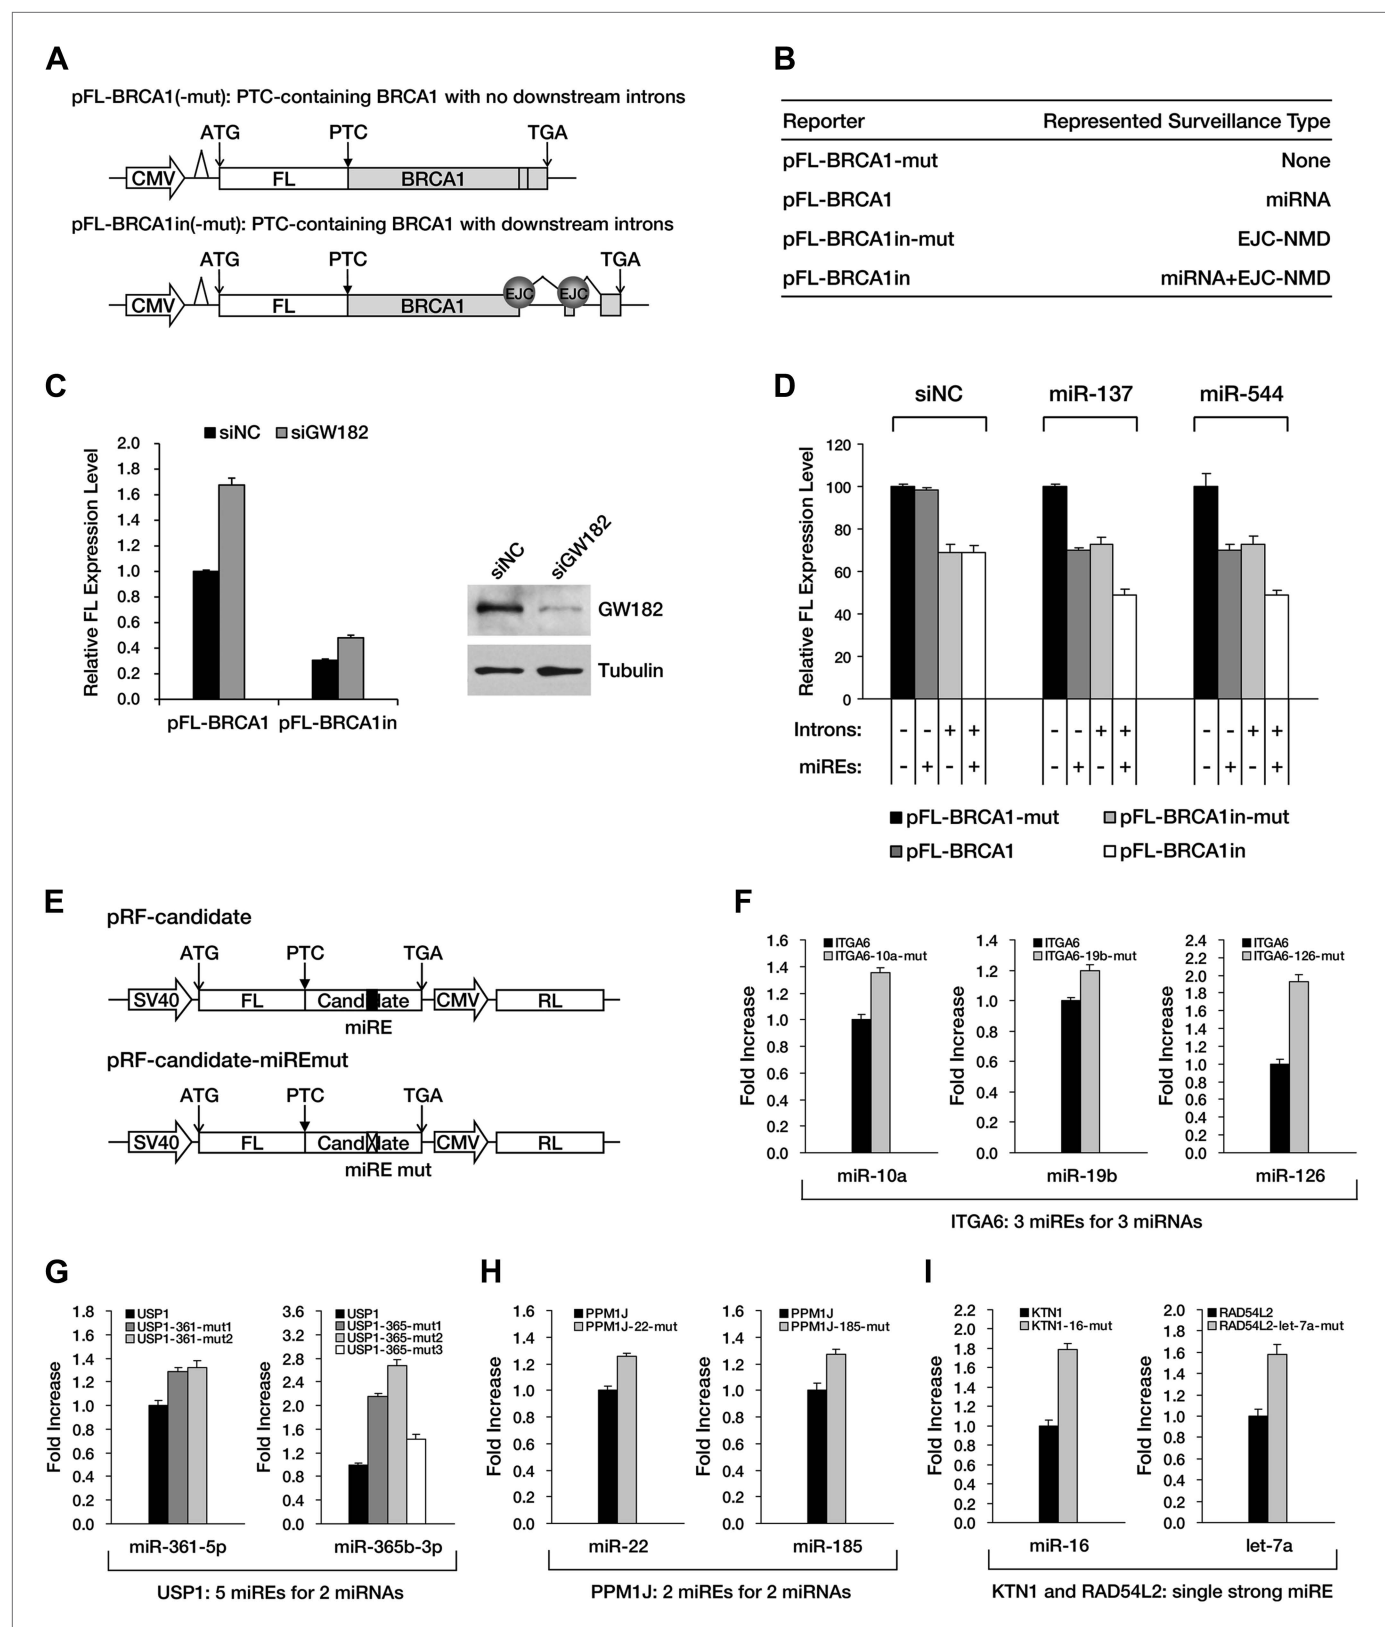 A
pFL-BRCA1(-mut): PTC-containing BRCA1 with no downstream introns
ATG PTC TGA
CMV FL BRCA1
pFL-BRCA1in(-mut): PTC-containing BRCA1 with downstream introns
ATG PTC TGA
CMV FL BRCA1 EJC EJC
B
Reporter Represented Surveillance Type
pFL-BRCA1-mut None
pFL-BRCA1 miRNA
pFL-BRCA1in-mut EJC-NMD
pFL-BRCA1in miRNA+EJC-NMD
C
Relative FL Expression Level
siNC siGW182
2.0
1.8
1.6
1.4
1.2
1.0
0.8
0.6
0.4
0.2
0.0
pFL-BRCA1 pFL-BRCA1in
siNC siGW182
GW182
Tubulin
D
siNC miR-137 miR-544
Relative FL Expression Level
120
100
80
60
40
20
0
Introns: - - + + - - + + - - + +
miREs: - + - + - + - + - + - +
pFL-BRCA1-mut pFL-BRCA1in-mut
pFL-BRCA1 pFL-BRCA1in
E
pRF-candidate
ATG PTC TGA
SV40 FL Candidate CMV RL
miRE
pRF-candidate-miREmut
ATG PTC TGA
SV40 FL Candidate CMV RL
miRE mut
F
Fold Increase
1.6
1.4
1.2
1.0
0.8
0.6
0.4
0.2
0.0
ITGA6
ITGA6-10a-mut
miR-10a
Fold Increase
1.4
1.2
1.0
0.8
0.6
0.4
0.2
0.0
ITGA6
ITGA6-19b-mut
miR-19b
Fold Increase
2.4
2.2
2.0
1.8
1.6
1.4
1.2
1.0
0.8
0.6
0.4
0.2
0.0
ITGA6
ITGA6-126-mut
miR-126
ITGA6: 3 miREs for 3 miRNAs
G
Fold Increase
1.8
1.6
1.4
1.2
1.0
0.8
0.6
0.4
0.2
0.0
USP1
USP1-361-mut1
USP1-361-mut2
miR-361-5p
Fold Increase
3.6
3.2
2.8
2.4
2.0
1.6
1.2
0.8
0.4
0.0
USP1
USP1-365-mut1
USP1-365-mut2
USP1-365-mut3
miR-365b-3p
USP1: 5 miREs for 2 miRNAs
H
Fold Increase
1.6
1.4
1.2
1.0
0.8
0.6
0.4
0.2
0.0
PPM1J
PPM1J-22-mut
miR-22
Fold Increase
1.6
1.4
1.2
1.0
0.8
0.6
0.4
0.2
0.0
PPM1J
PPM1J-185-mut
miR-185
PPM1J: 2 miREs for 2 miRNAs
I
Fold Increase
2.2
2.0
1.8
1.6
1.4
1.2
1.0
0.8
0.6
0.4
0.2
0.0
KTN1
KTN1-16-mut
miR-16
Fold Increase
2.0
1.8
1.6
1.4
1.2
1.0
0.8
0.6
0.4
0.2
0.0
RAD54L2
RAD54L2-let-7a-mut
let-7a
KTN1 and RAD54L2: single strong miRE